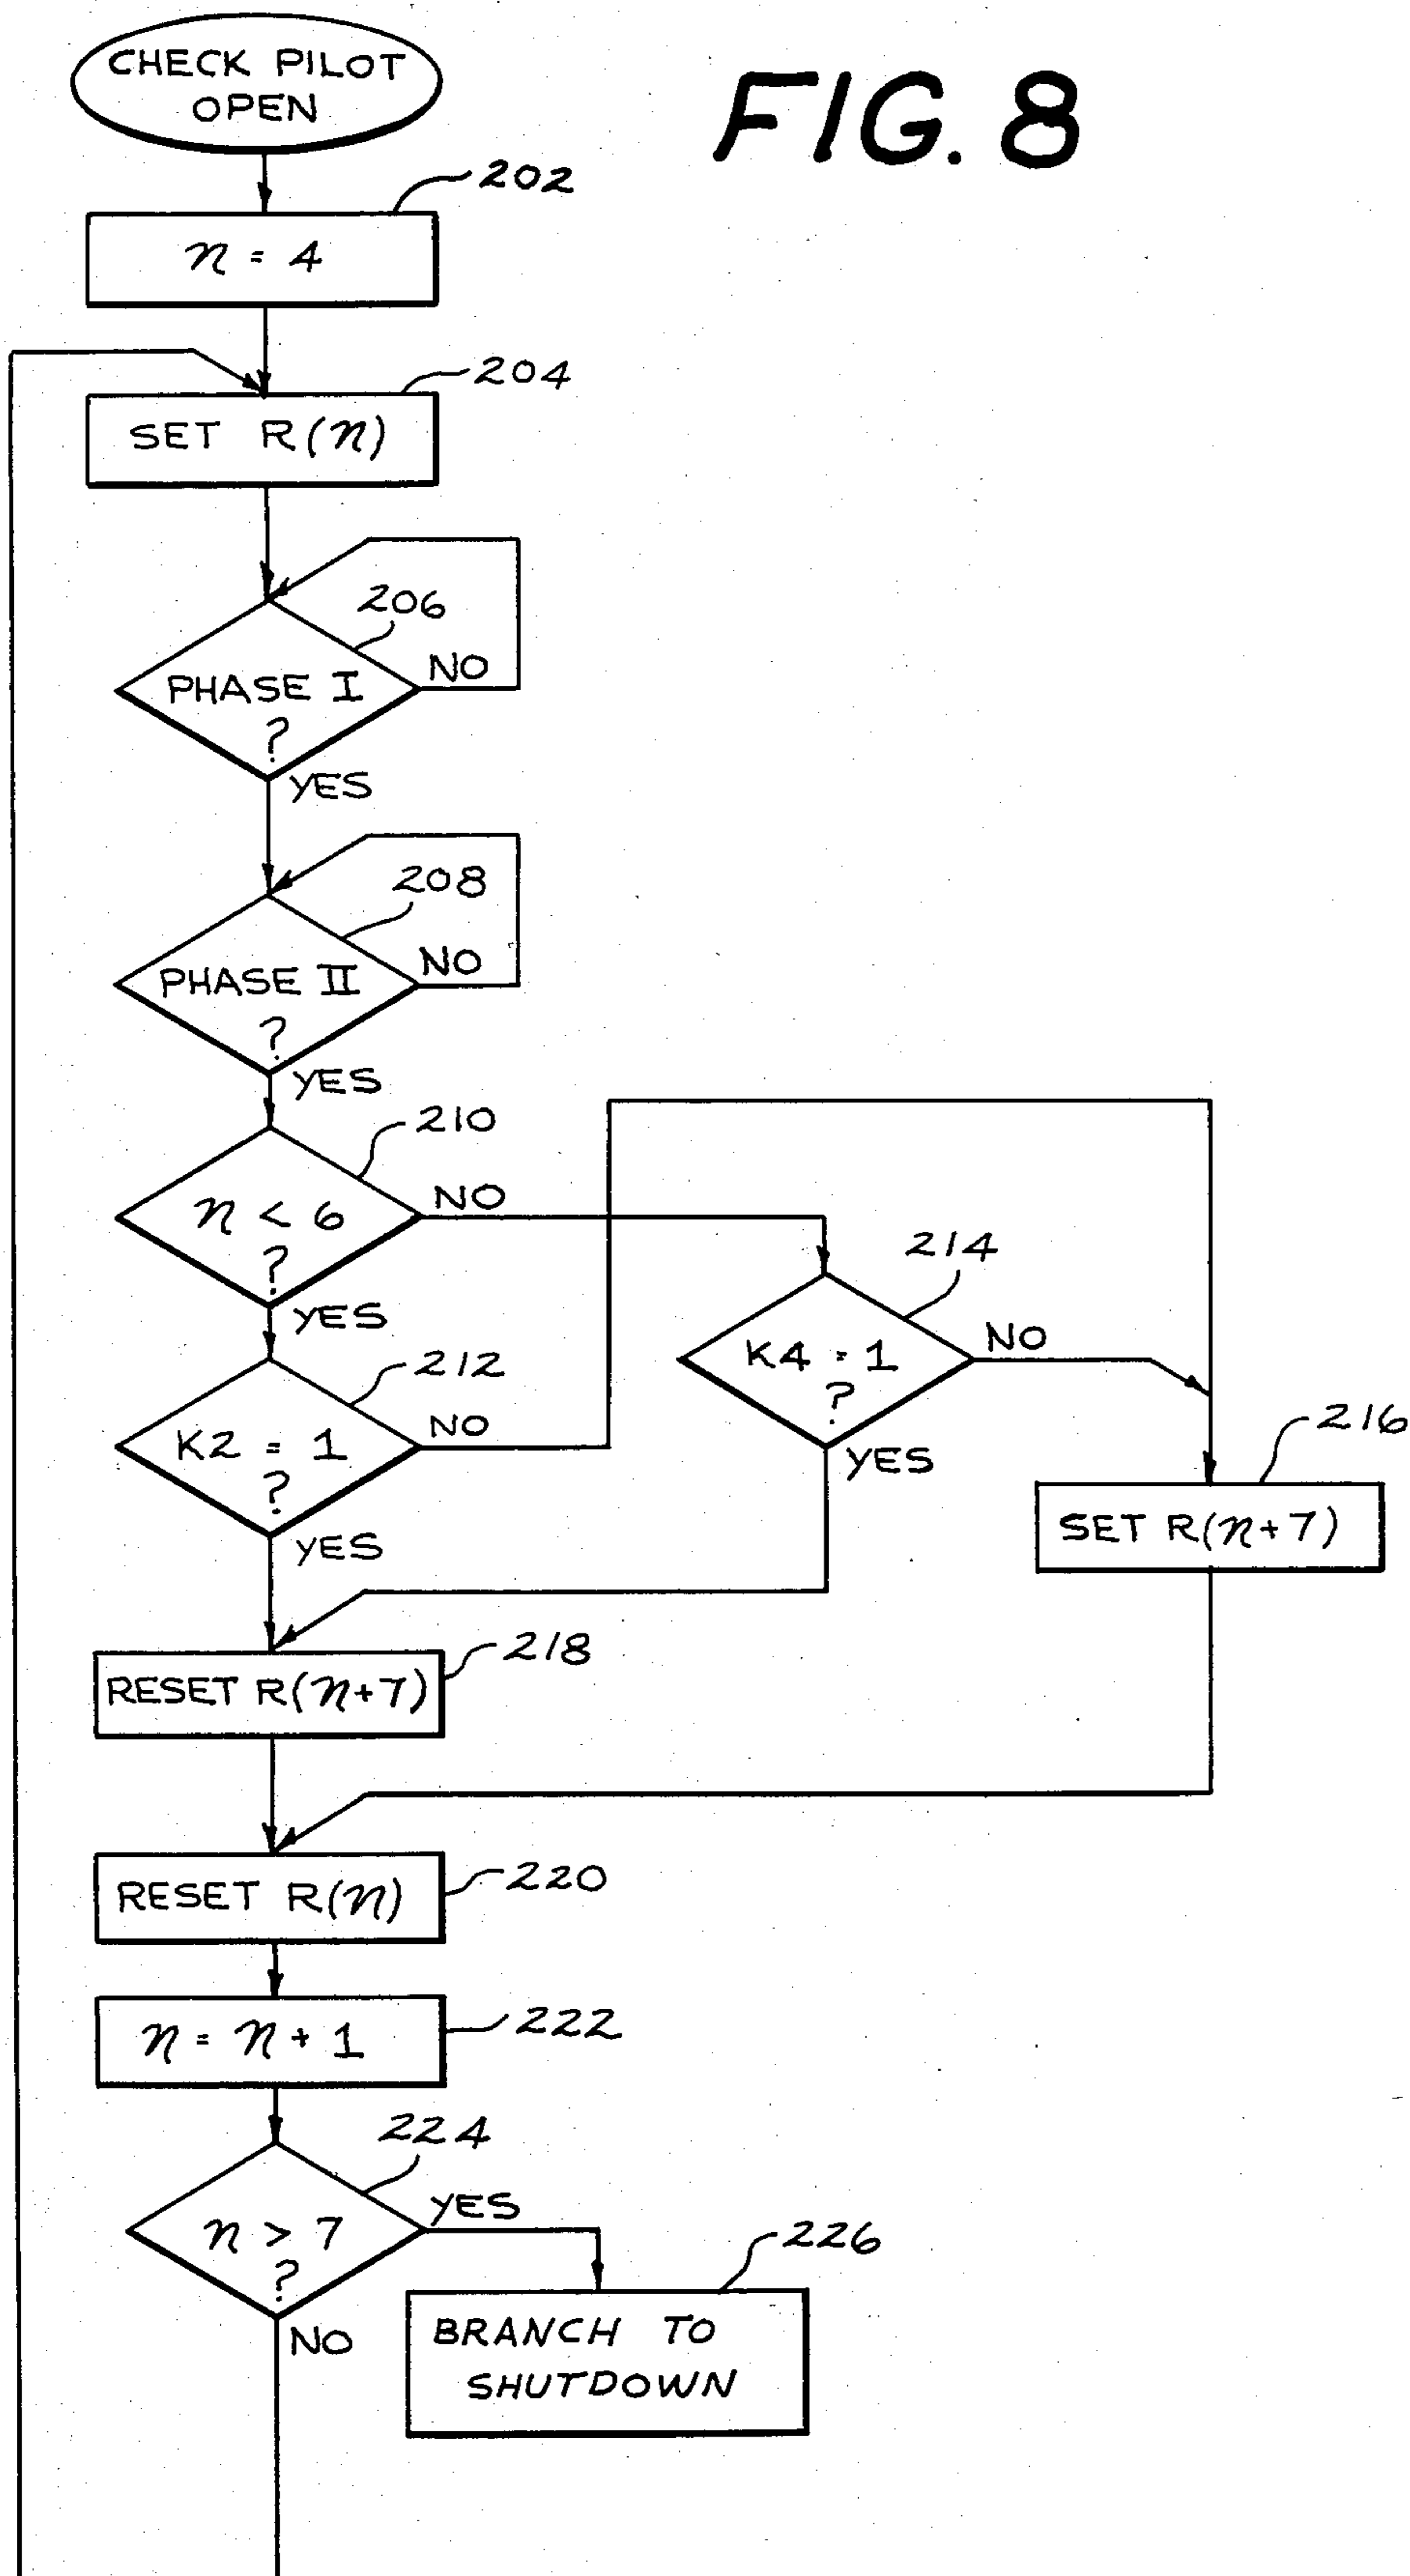 FIG. 8
CHECK PILOT
OPEN
202
n = 4
204
SET R(n)
206
PHASE I
?
NO
YES
208
PHASE II
?
NO
YES
210
n < 6
?
NO
YES
212
K2 = 1
?
NO
YES
214
K4 = 1
?
NO
YES
216
SET R(n+7)
218
RESET R(n+7)
220
RESET R(n)
222
n = n + 1
224
n > 7
?
YES
NO
226
BRANCH TO
SHUTDOWN